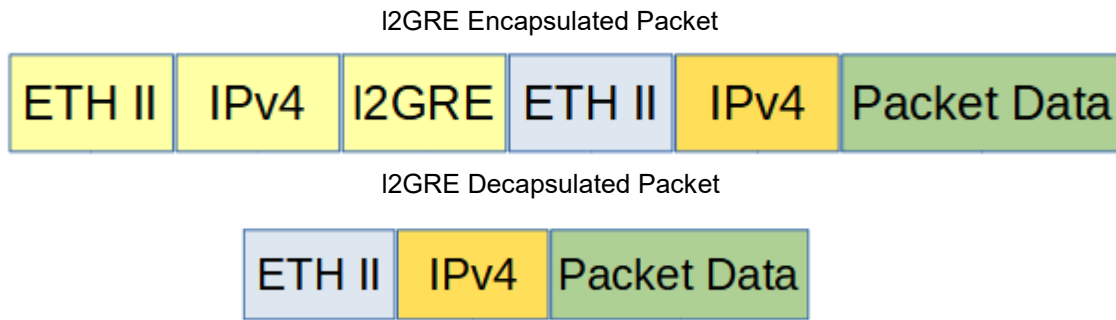 l2GRE Encapsulated Packet
ETH II IPv4 l2GRE ETH II IPv4 Packet Data
l2GRE Decapsulated Packet
ETH II IPv4 Packet Data